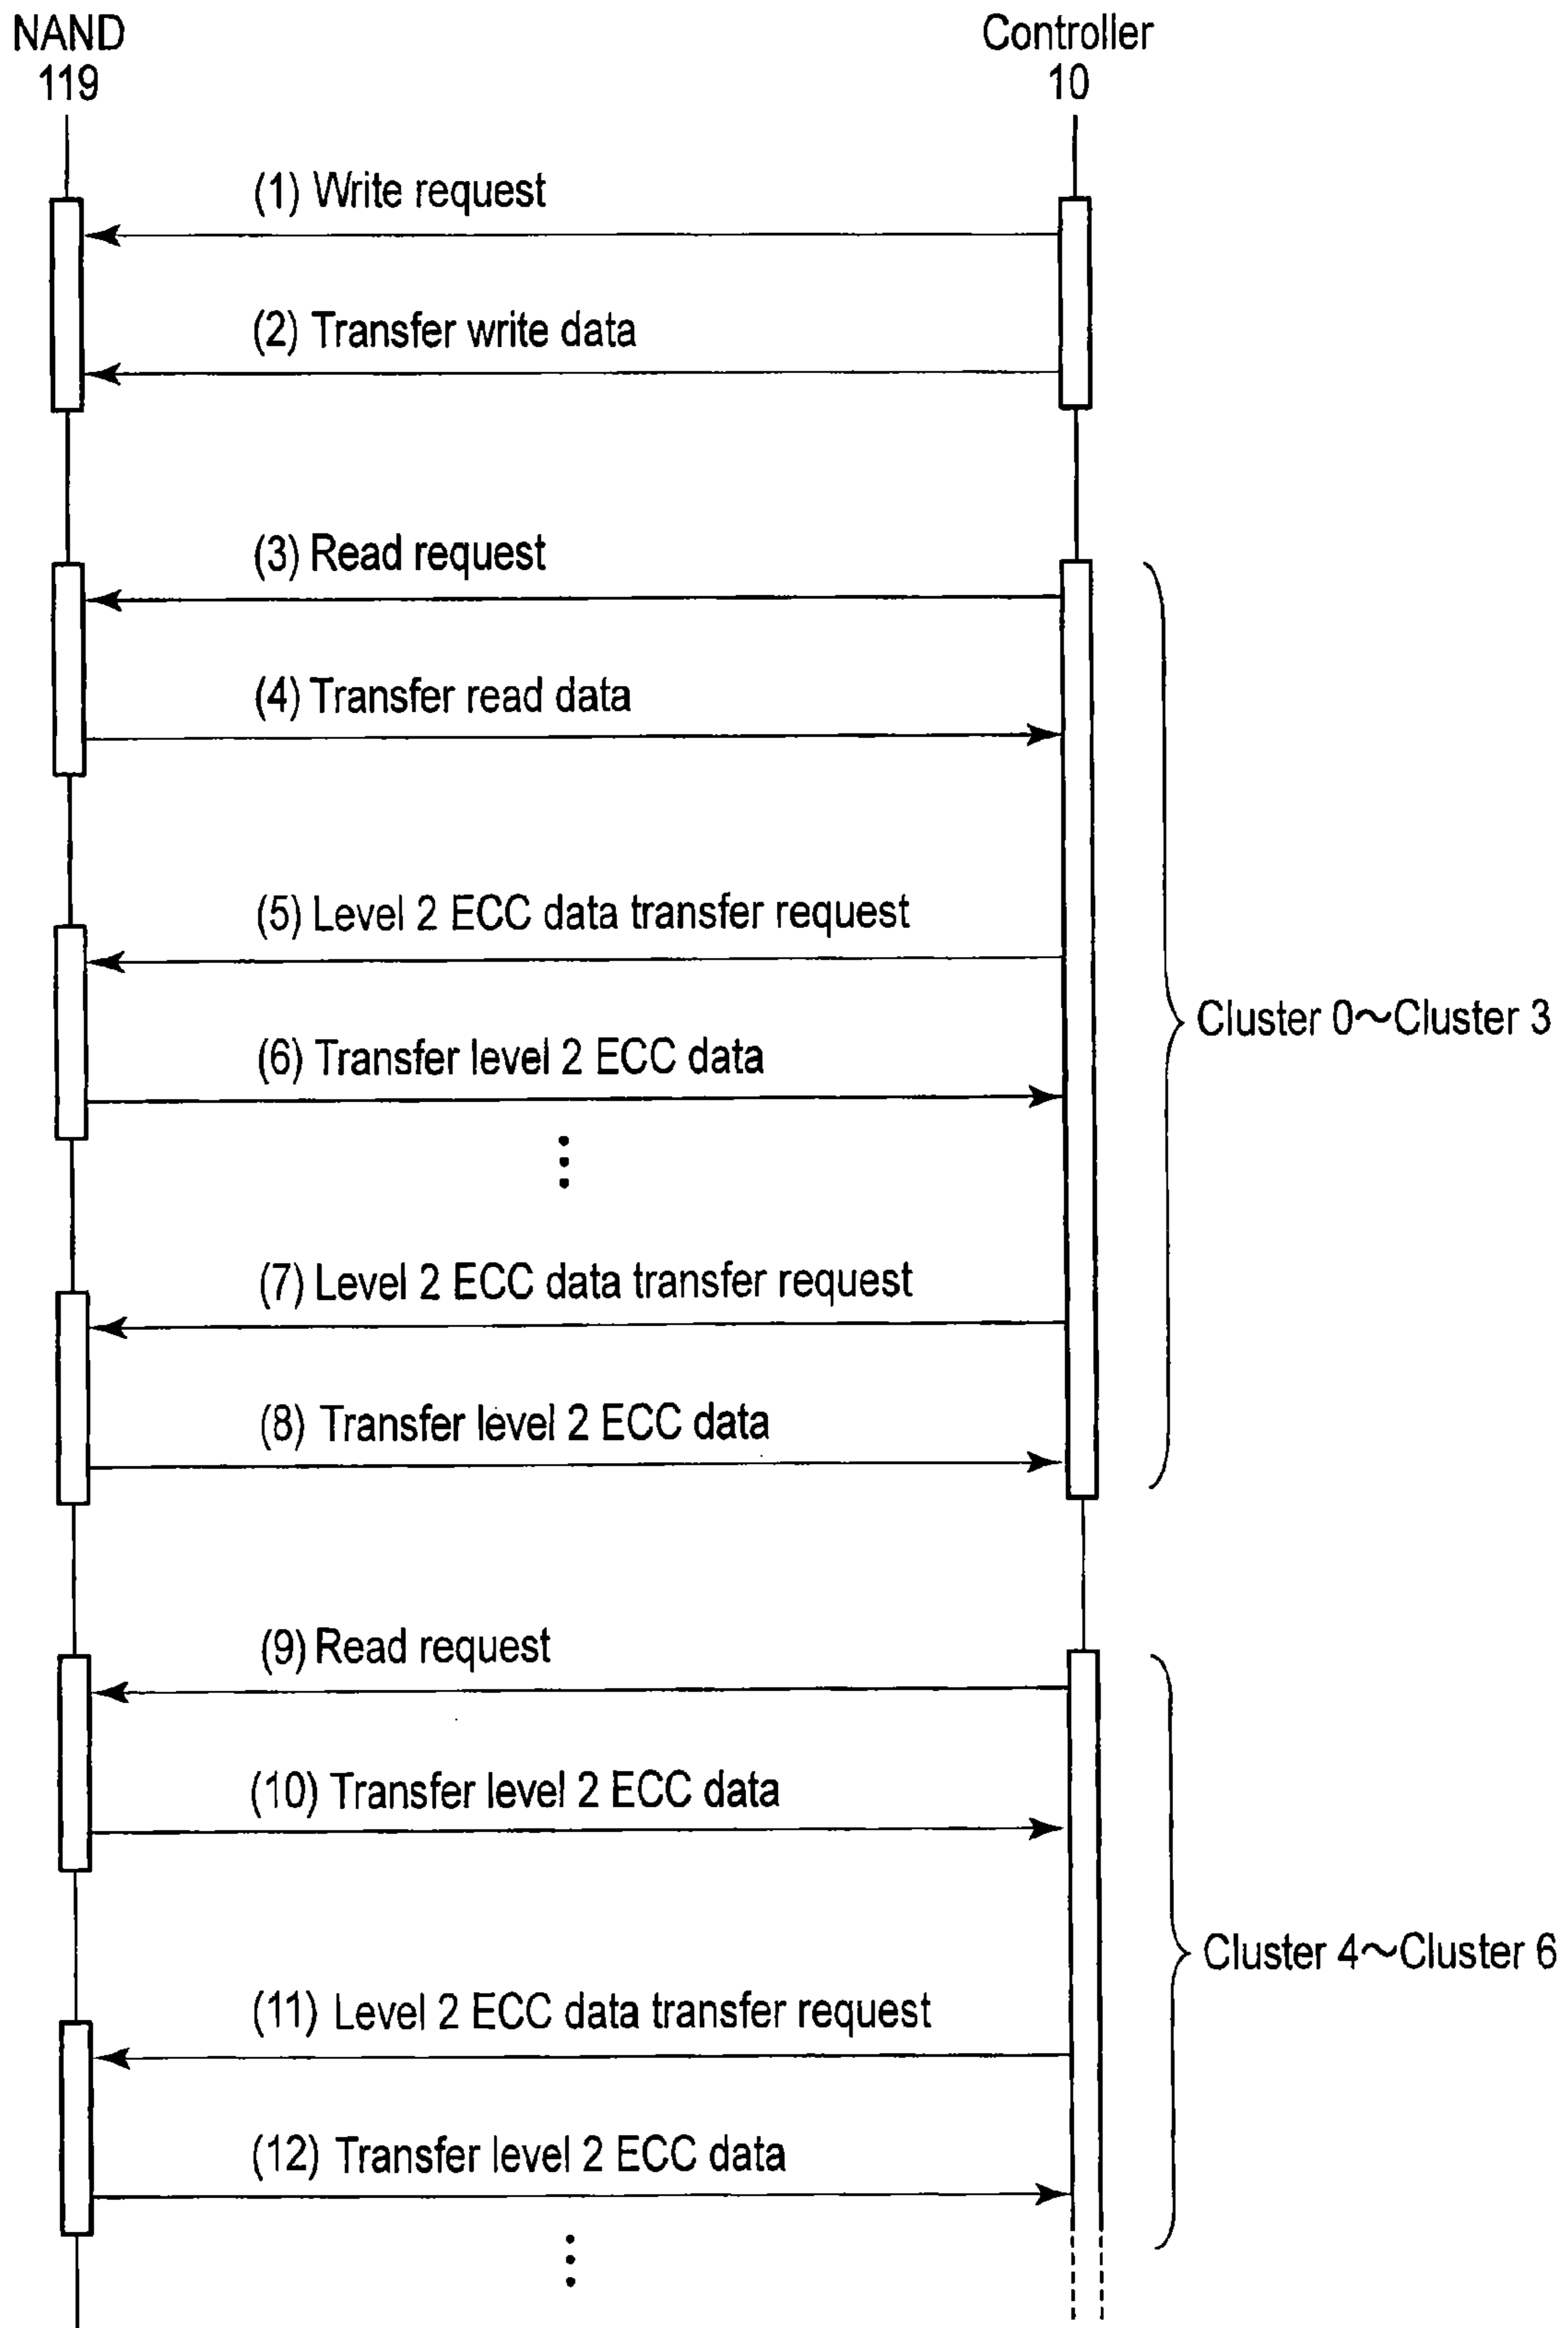 NAND
119
Controller
10
(1) Write request
(2) Transfer write data
(3) Read request
(4) Transfer read data
(5) Level 2 ECC data transfer request
Cluster 0～Cluster 3
(6) Transfer level 2 ECC data
(7) Level 2 ECC data transfer request
(8) Transfer level 2 ECC data
(9) Read request
(10) Transfer level 2 ECC data
Cluster 4～Cluster 6
(11) Level 2 ECC data transfer request
(12) Transfer level 2 ECC data